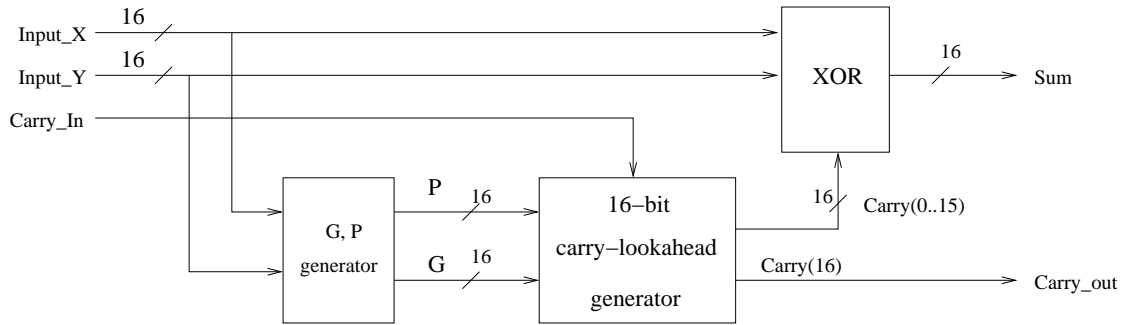 16
Input_X
16
Input_Y
Carry_In
XOR
16
Sum
G, P
generator
P
16
G
16
16−bit
carry−lookahead
generator
16
Carry(0..15)
Carry(16)
Carry_out